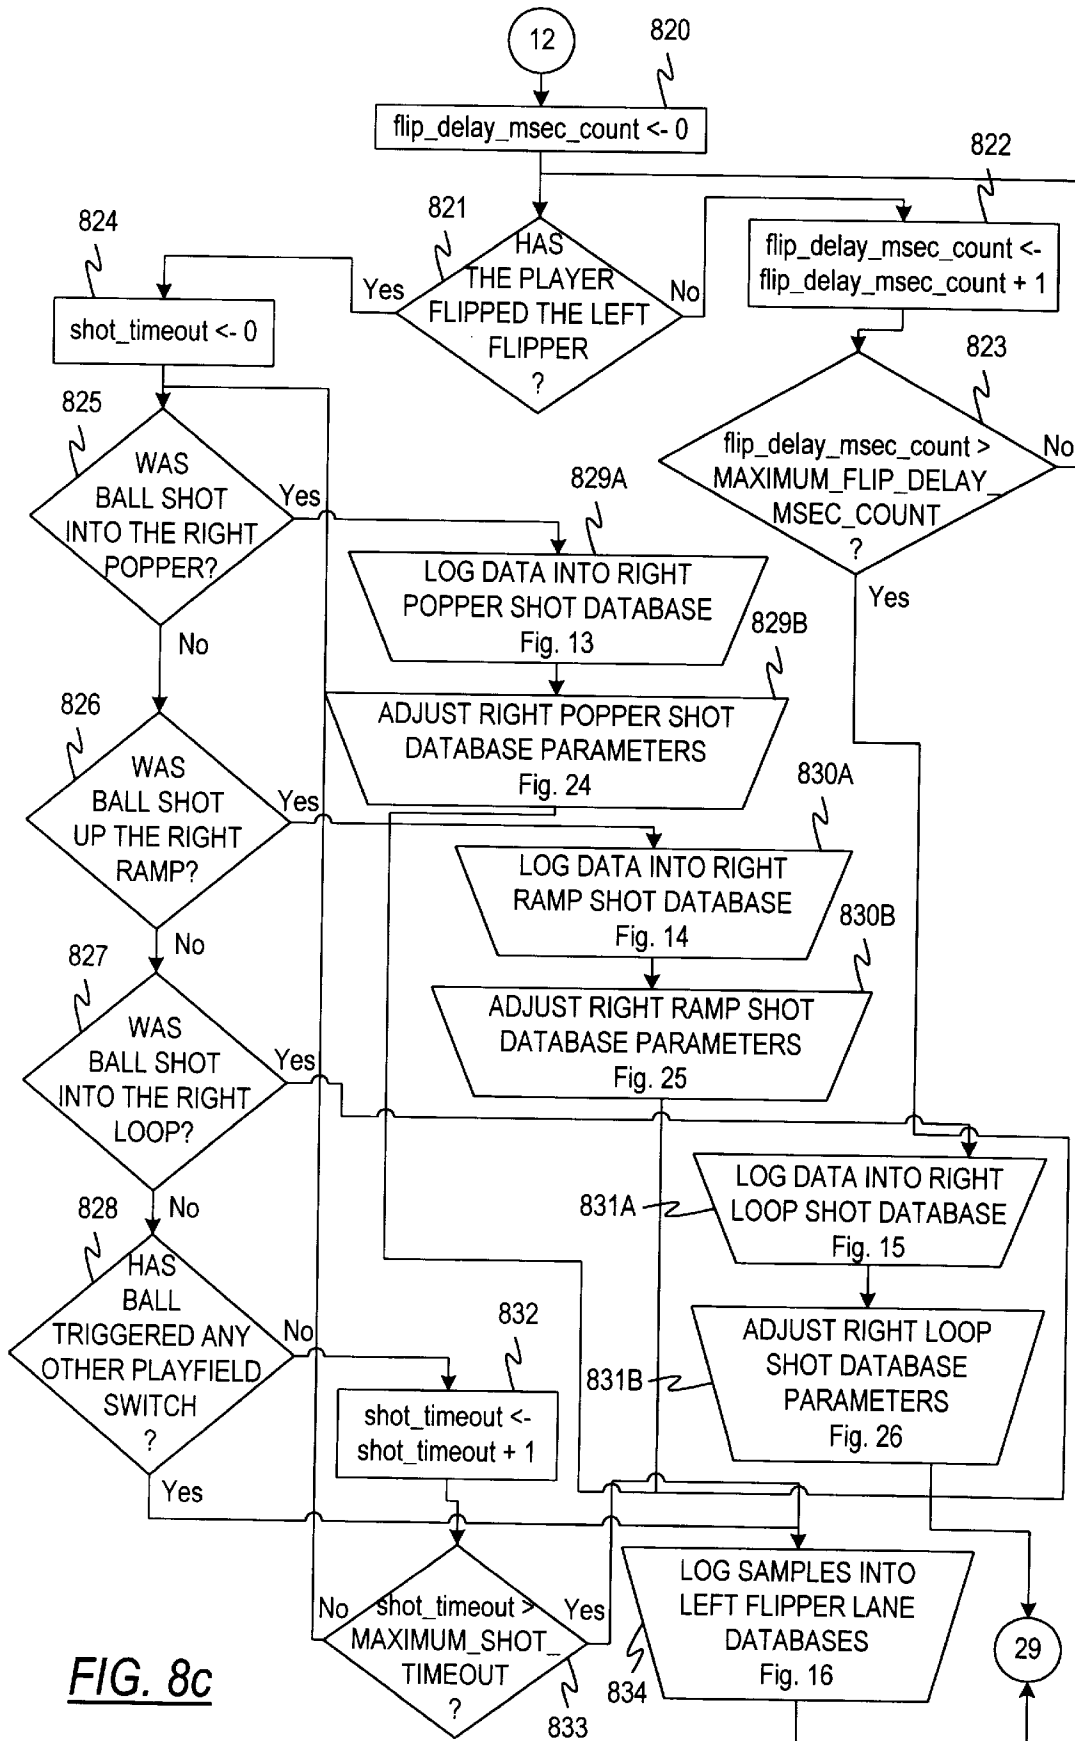 12
820
flip_delay_msec_count <- 0
822
821
824
HAS
THE PLAYER
FLIPPED THE LEFT
FLIPPER
?
Yes
No
flip_delay_msec_count <-
flip_delay_msec_count + 1
shot_timeout <- 0
823
825
flip_delay_msec_count >
MAXIMUM_FLIP_DELAY_
MSEC_COUNT
?
No
Yes
WAS
BALL SHOT
INTO THE RIGHT
POPPER?
Yes
No
829A
LOG DATA INTO RIGHT
POPPER SHOT DATABASE
Fig. 13
829B
ADJUST RIGHT POPPER SHOT
DATABASE PARAMETERS
Fig. 24
826
WAS
BALL SHOT
UP THE RIGHT
RAMP?
Yes
No
830A
LOG DATA INTO RIGHT
RAMP SHOT DATABASE
Fig. 14
830B
ADJUST RIGHT RAMP SHOT
DATABASE PARAMETERS
Fig. 25
827
WAS
BALL SHOT
INTO THE RIGHT
LOOP?
Yes
No
831A
LOG DATA INTO RIGHT
LOOP SHOT DATABASE
Fig. 15
831B
ADJUST RIGHT LOOP
SHOT DATABASE
PARAMETERS
Fig. 26
828
HAS
BALL
TRIGGERED ANY
OTHER PLAYFIELD
SWITCH
?
No
Yes
832
shot_timeout <-
shot_timeout + 1
shot_timeout >
MAXIMUM_SHOT_
TIMEOUT
?
No
Yes
833
LOG SAMPLES INTO
LEFT FLIPPER LANE
DATABASES
Fig. 16
834
29
FIG. 8c